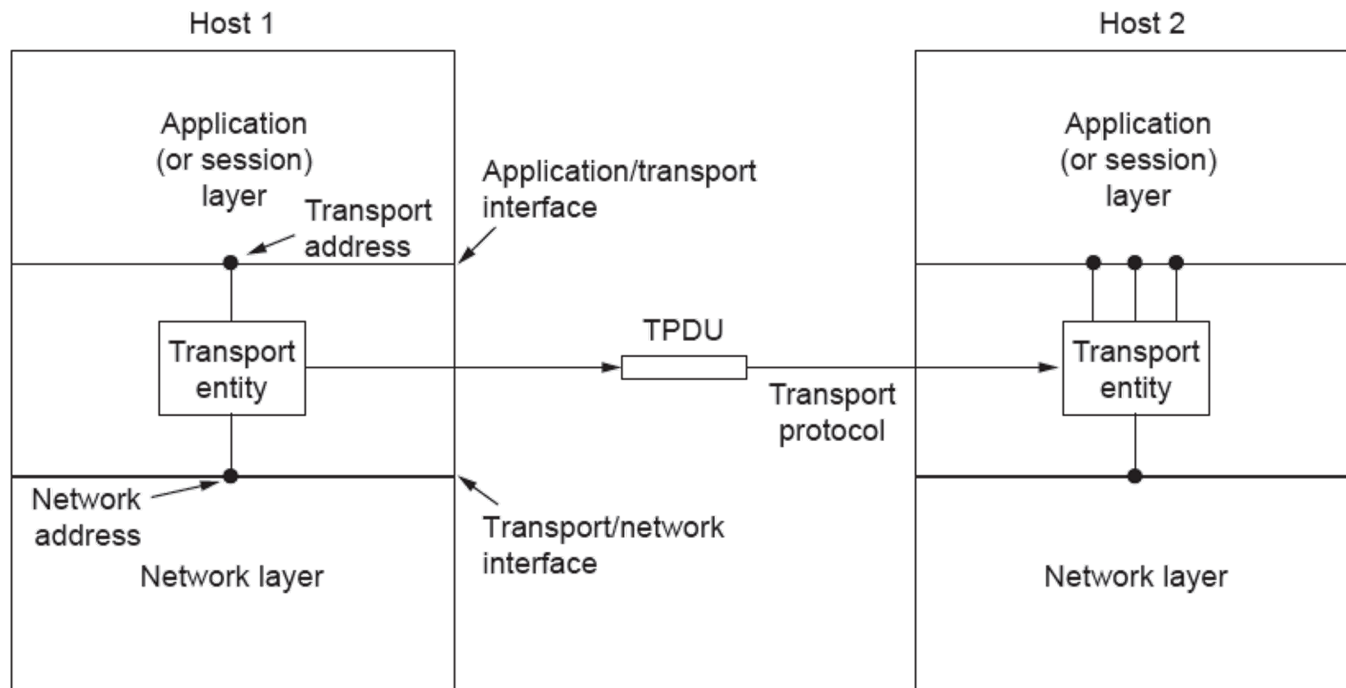 Host 1
Host 2
Application
(or session)
layer
Transport
address
Application/transport
interface
Application
(or session)
layer
Transport
entity
TPDU
Transport
protocol
Transport
entity
Network
address
Transport/network
interface
Network layer
Network layer